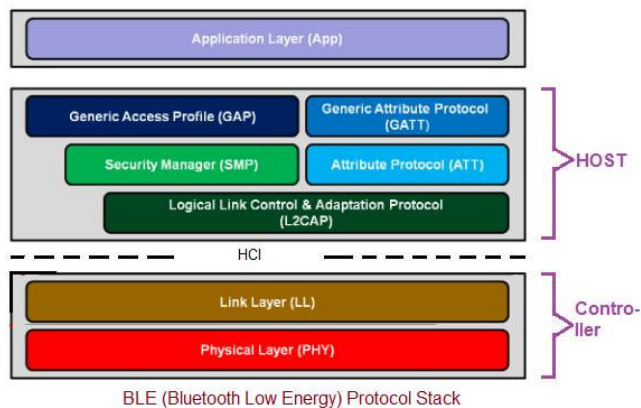 Application Layer (App)
Generic Access Profile (GAP)
Generic Attribute Protocol
(GATT)
Security Manager (SMP)
Attribute Protocol (ATT)
Logical Link Control & Adaptation Protocol
(L2CAP)
HOST
HCI
Link Layer (LL)
Physical Layer (PHY)
Contro-
ller
BLE (Bluetooth Low Energy) Protocol Stack